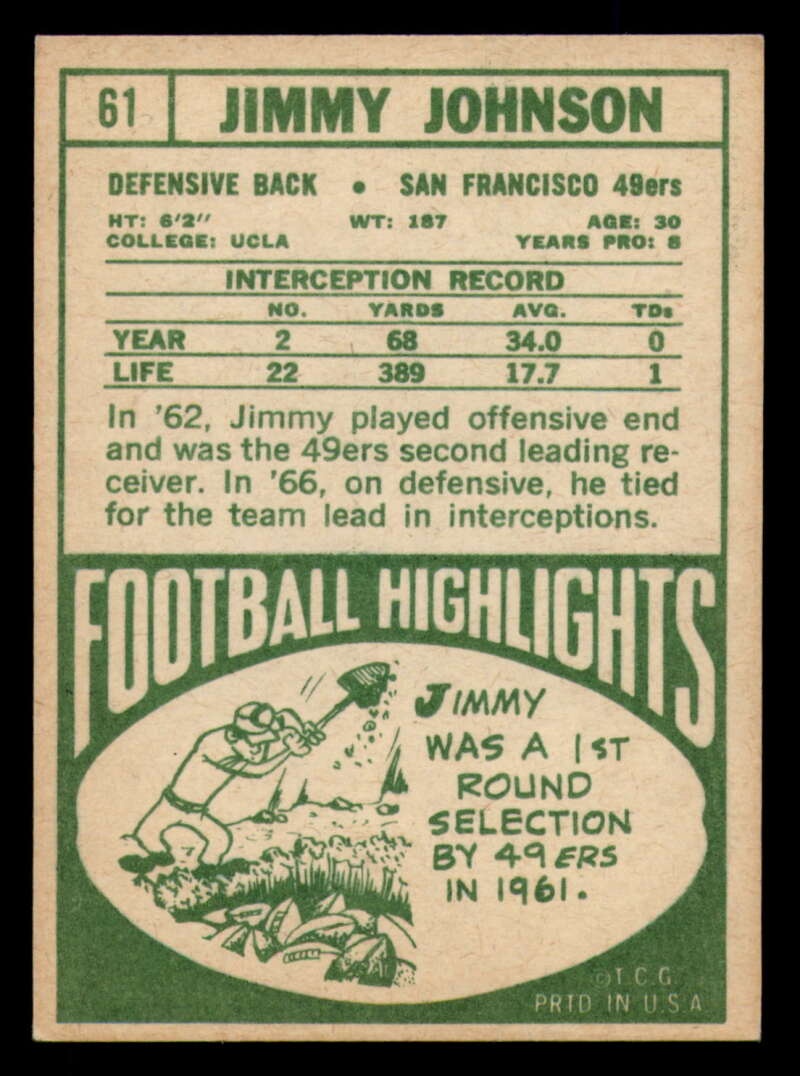 61 JIMMY JOHNSON
DEFENSIVE BACK • SAN FRANCISCO 49ers
HT: 6'2" WT: 187 AGE: 30
COLLEGE: UCLA YEARS PRO: 8
INTERCEPTION RECORD
NO. YARDS AVG. TDs
YEAR 2 68 34.0 0
LIFE 22 389 17.7 1
In '62, Jimmy played offensive end
and was the 49ers second leading re-
ceiver. In '66, on defensive, he tied
for the team lead in interceptions.
FOOTBALL HIGHLIGHTS
JIMMY
WAS A 1ST
ROUND
SELECTION
BY 49ERS
IN 1961.
©T.C.G.
PRTD IN U.S.A